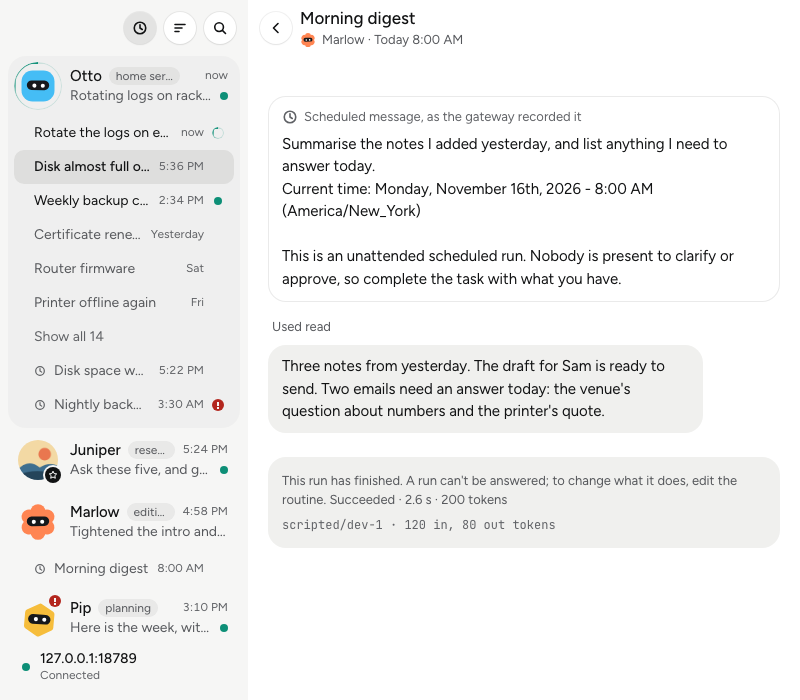 Otto home ser... now
Rotating logs on rack...
Rotate the logs on e... now
Disk almost full o... 5:36 PM
Weekly backup c... 2:34 PM
Certificate rene... Yesterday
Router firmware Sat
Printer offline again Fri
Show all 14
Disk space w... 5:22 PM
Nightly back... 3:30 AM
Juniper rese... 5:24 PM
Ask these five, and g...
Marlow editi... 4:58 PM
Tightened the intro and...
Morning digest 8:00 AM
Pip planning 3:10 PM
Here is the week, wit...
127.0.0.1:18789
Connected
Morning digest
Marlow · Today 8:00 AM
Scheduled message, as the gateway recorded it
Summarise the notes I added yesterday, and list anything I need to
answer today.
Current time: Monday, November 16th, 2026 - 8:00 AM
(America/New_York)
This is an unattended scheduled run. Nobody is present to clarify or
approve, so complete the task with what you have.
Used read
Three notes from yesterday. The draft for Sam is ready to
send. Two emails need an answer today: the venue's
question about numbers and the printer's quote.
This run has finished. A run can't be answered; to change what it does, edit the
routine. Succeeded · 2.6 s · 200 tokens
scripted/dev-1 · 120 in, 80 out tokens